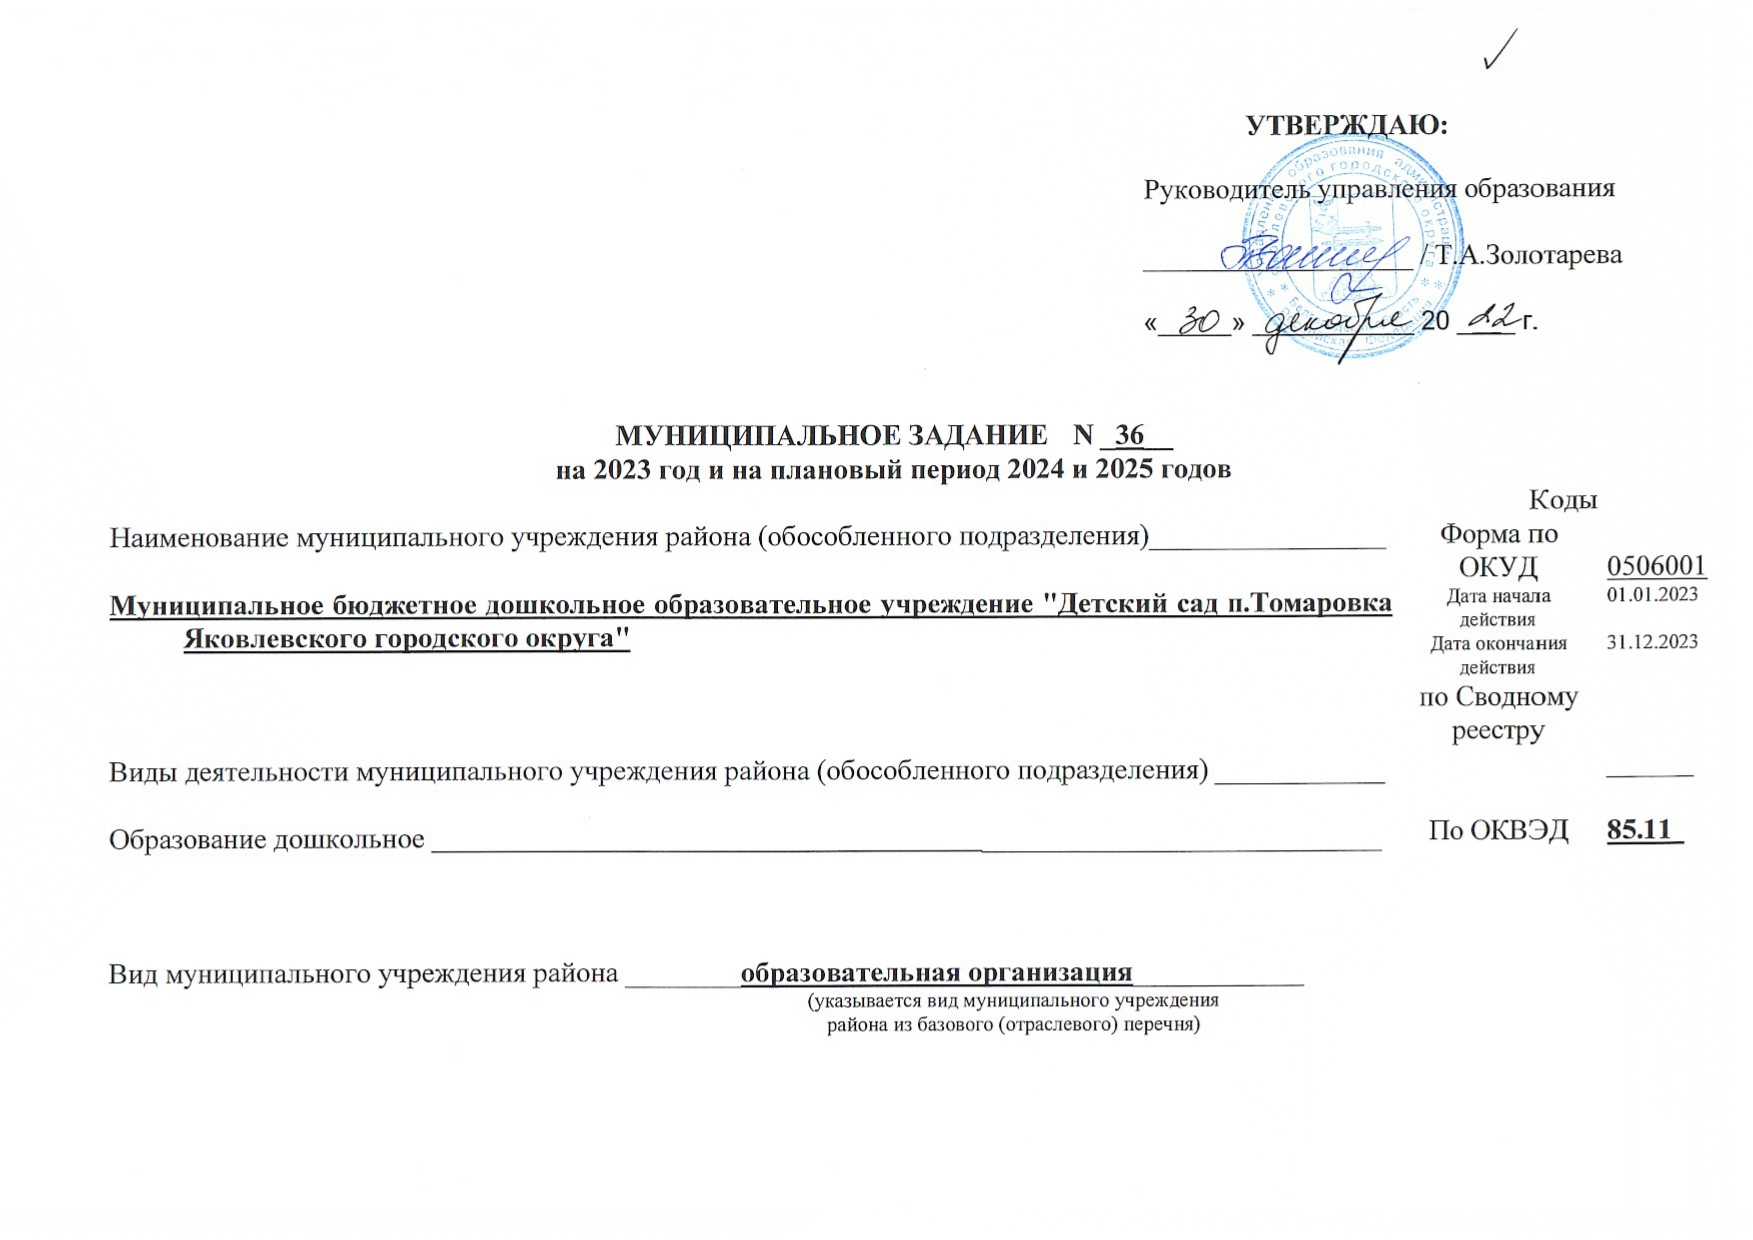 УТВЕРЖДАЮ:
Руководитель управления образования
/ Т.А.Золотарева
« 30 » декабря 20 22 г.
МУНИЦИПАЛЬНОЕ ЗАДАНИЕ N 36
на 2023 год и на плановый период 2024 и 2025 годов
Коды
Наименование муниципального учреждения района (обособленного подразделения)
Форма по
ОКУД 0506001
Муниципальное бюджетное дошкольное образовательное учреждение "Детский сад п.Томаровка
Яковлевского городского округа"
Дата начала 01.01.2023
действия
Дата окончания 31.12.2023
действия
по Сводному
реестру
Виды деятельности муниципального учреждения района (обособленного подразделения)
Образование дошкольное
По ОКВЭД 85.11
Вид муниципального учреждения района образовательная организация
(указывается вид муниципального учреждения
района из базового (отраслевого) перечня)